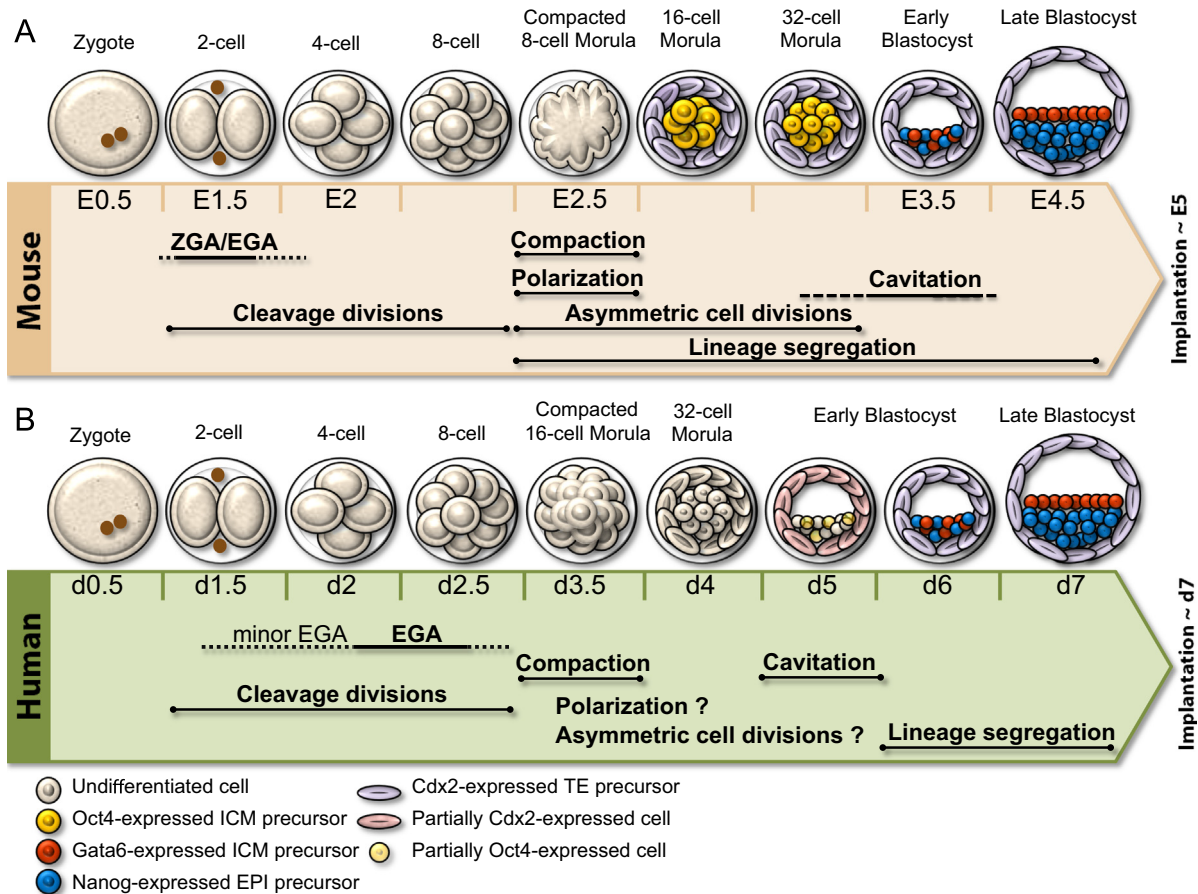 A
Zygote
2-cell
4-cell
8-cell
Compacted
8-cell Morula
16-cell
Morula
32-cell
Morula
Early
Blastocyst
Late Blastocyst
E0.5
E1.5
E2
E2.5
E3.5
E4.5
Mouse
ZGA/EGA
Compaction
Polarization
Cavitation
Cleavage divisions
Asymmetric cell divisions
Lineage segregation
Implantation ~ E5
B
Zygote
2-cell
4-cell
8-cell
Compacted
16-cell Morula
32-cell
Morula
Early Blastocyst
Late Blastocyst
d0.5
d1.5
d2
d2.5
d3.5
d4
d5
d6
d7
Human
minor EGA
EGA
Compaction
Cavitation
Cleavage divisions
Polarization ?
Asymmetric cell divisions ?
Lineage segregation
Implantation ~ d7
Undifferentiated cell
Oct4-expressed ICM precursor
Gata6-expressed ICM precursor
Nanog-expressed EPI precursor
Cdx2-expressed TE precursor
Partially Cdx2-expressed cell
Partially Oct4-expressed cell